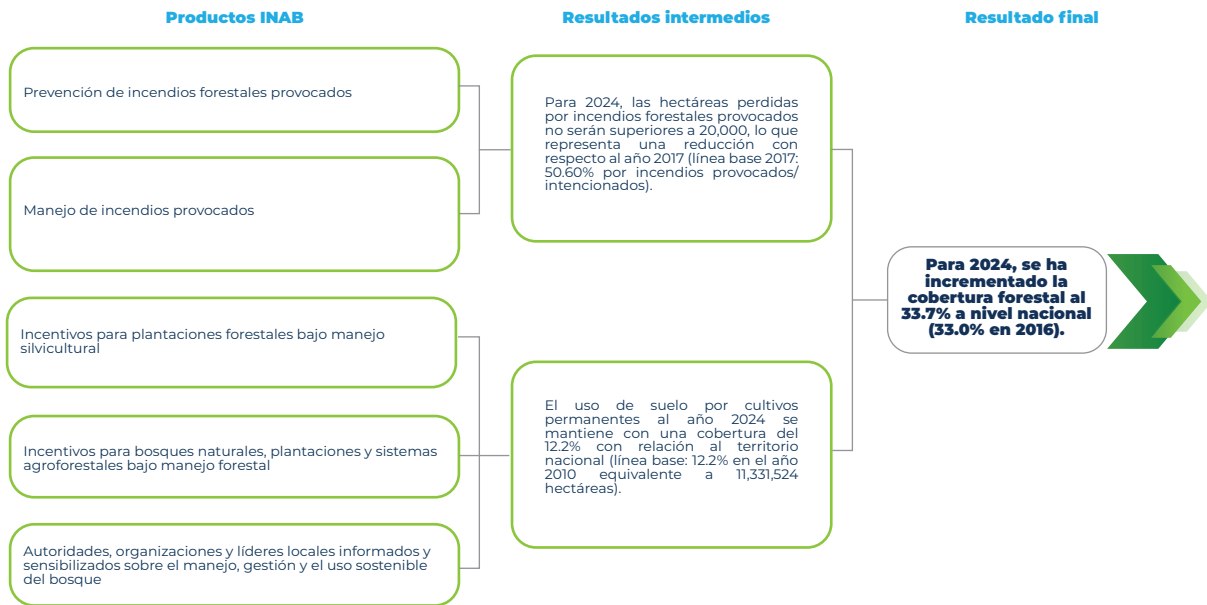 Productos INAB
Resultados intermedios
Resultado final
Prevención de incendios forestales provocados
Manejo de incendios provocados
Incentivos para plantaciones forestales bajo manejo
silvicultural
Incentivos para bosques naturales, plantaciones y sistemas
agroforestales bajo manejo forestal
Autoridades, organizaciones y líderes locales informados y
sensibilizados sobre el manejo, gestión y el uso sostenible
del bosque
Para 2024, las hectáreas perdidas
por incendios forestales provocados
no serán superiores a 20,000, lo que
representa una reducción con
respecto al año 2017 (línea base 2017:
50.60% por incendios provocados/
intencionados).
El uso de suelo por cultivos
permanentes al año 2024 se
mantiene con una cobertura del
12.2% con relación al territorio
nacional (línea base: 12.2% en el año
2010 equivalente a 11,331,524
hectáreas).
Para 2024, se ha
incrementado la
cobertura forestal al
33.7% a nivel nacional
(33.0% en 2016).